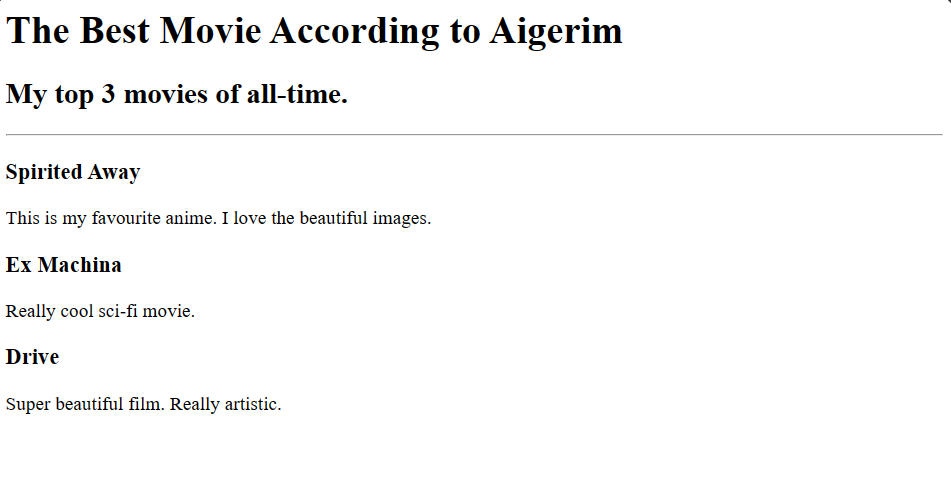 The Best Movie According to Aigerim
My top 3 movies of all-time.
Spirited Away
This is my favourite anime. I love the beautiful images.
Ex Machina
Really cool sci-fi movie.
Drive
Super beautiful film. Really artistic.